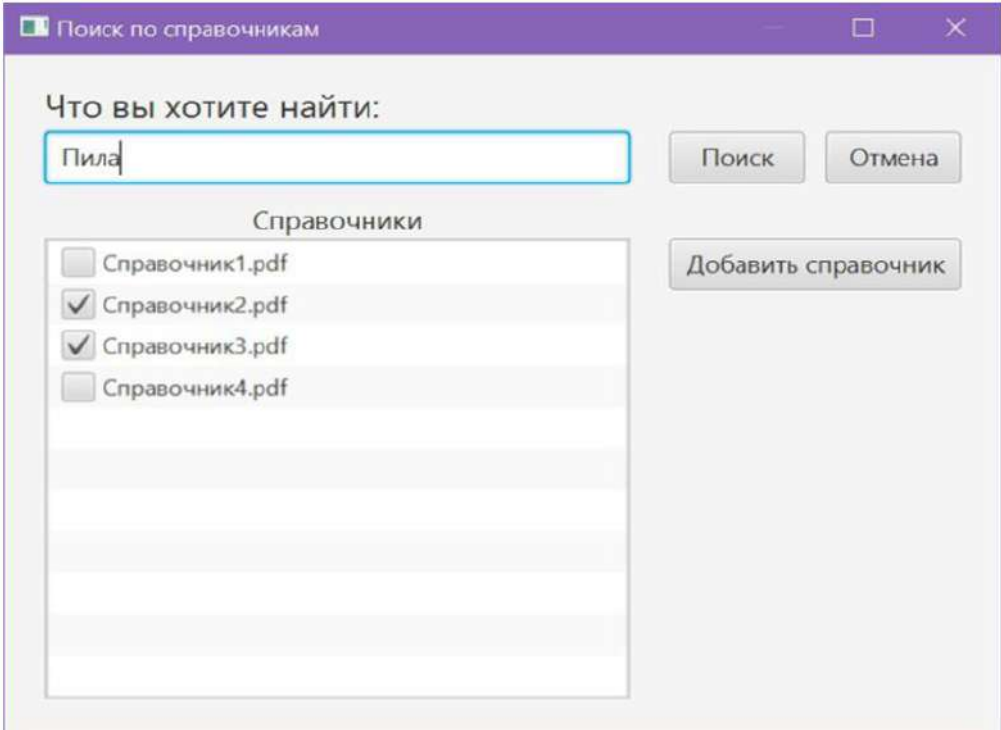 Поиск по справочникам
Что вы хотите найти:
Пила
Поиск
Отмена
Справочники
Справочник1.pdf
Справочник2.pdf
Справочник3.pdf
Справочник4.pdf
Добавить справочник